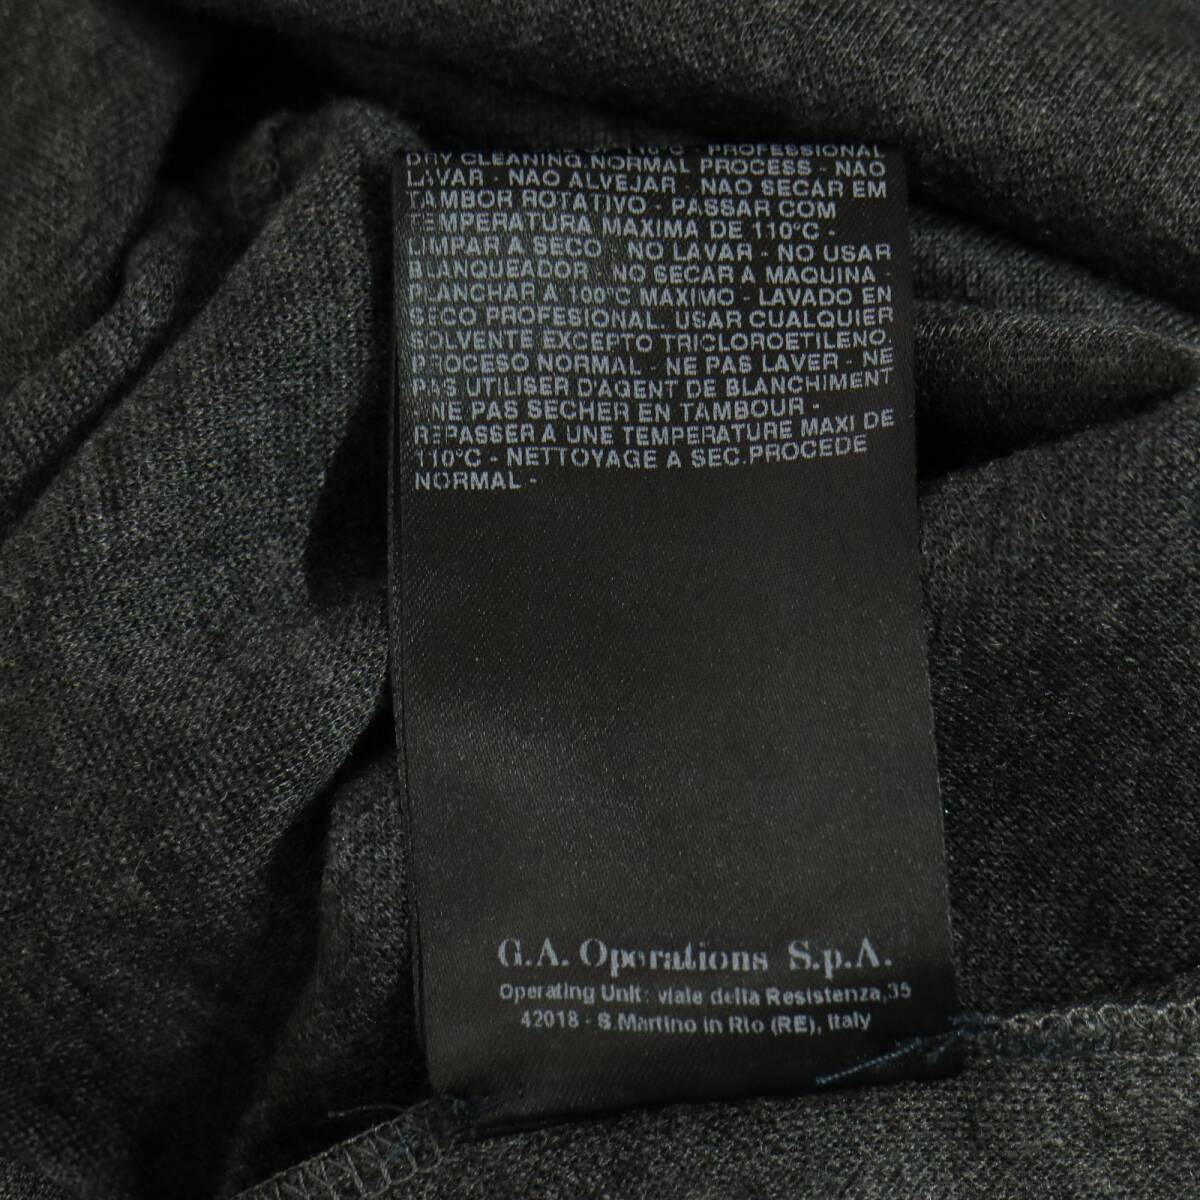 110°C - PROFESSIONAL
DRY CLEANING.NORMAL PROCESS - NÃO
LAVAR - NAO ALVEJAR - NÃO SECAR EM
TAMBOR ROTATIVO - PASSAR COM
TEMPERATURA MAXIMA DE 110°C -
LIMPAR A SECO - NO LAVAR - NO USAR
BLANQUEADOR - NO SECAR A MAQUINA -
PLANCHAR A 100°C MAXIMO - LAVADO EN
SECO PROFESIONAL. USAR CUALQUIER
SOLVENTE EXCEPTO TRICLOROETILENO.
PROCESO NORMAL - NE PAS LAVER - NE
PAS UTILISER D'AGENT DE BLANCHIMENT
- NE PAS SECHER EN TAMBOUR -
REPASSER A UNE TEMPERATURE MAXI DE
110°C - NETTOYAGE A SEC.PROCEDE
NORMAL -
G.A. Operations S.p.A.
Operating Unit: viale della Resistenza,35
42018 - S.Martino in Rio (RE), Italy